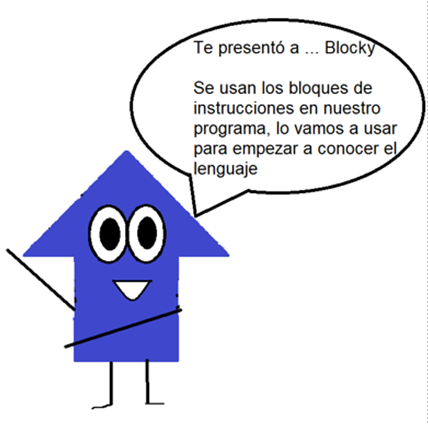 Te presentó a ... Blocky
Se usan los bloques de
instrucciones en nuestro
programa, lo vamos a usar
para empezar a conocer el
lenguaje